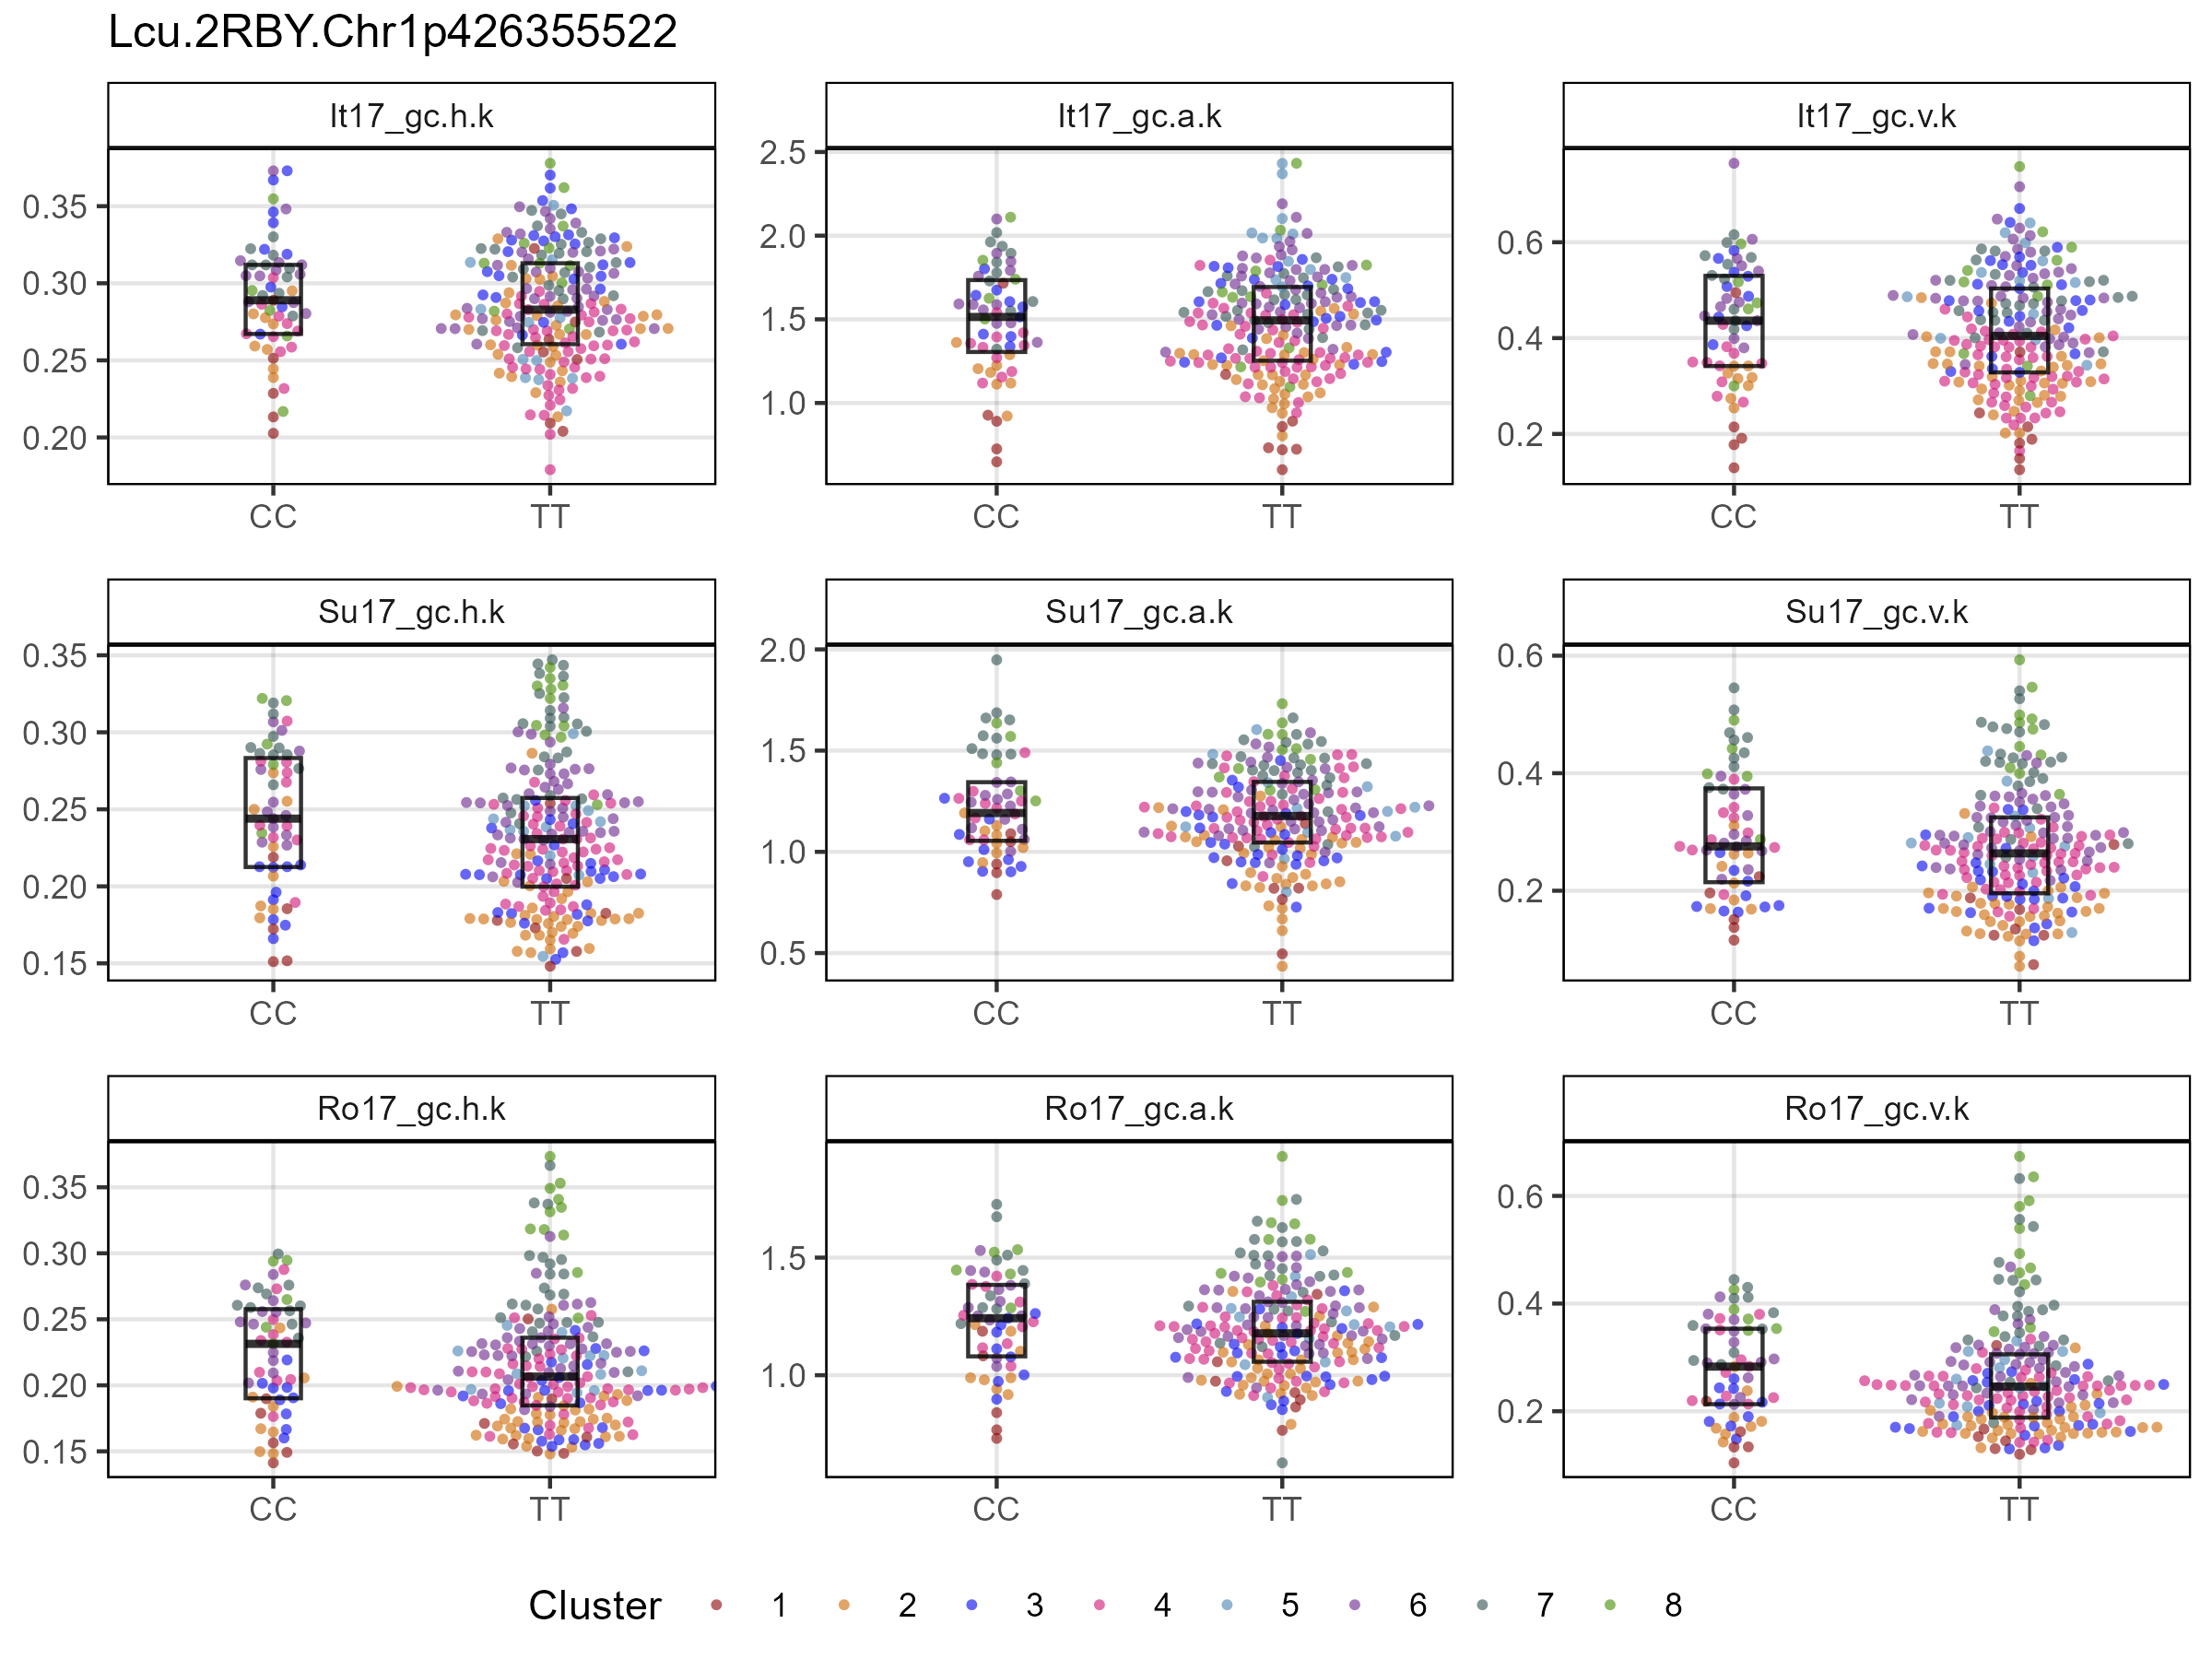 Lcu.2RBY.Chr1p426355522
It17_gc.h.k
It17_gc.a.k
It17_gc.v.k
0.35
0.30
0.25
0.20
2.5
2.0
1.5
1.0
0.6
0.4
0.2
CC TT
CC TT
CC TT
Su17_gc.h.k
Su17_gc.a.k
Su17_gc.v.k
0.35
0.30
0.25
0.20
0.15
2.0
1.5
1.0
0.5
0.6
0.4
0.2
CC TT
CC TT
CC TT
Ro17_gc.h.k
Ro17_gc.a.k
Ro17_gc.v.k
0.35
0.30
0.25
0.20
0.15
1.5
1.0
0.6
0.4
0.2
CC TT
CC TT
CC TT
Cluster 1 2 3 4 5 6 7 8